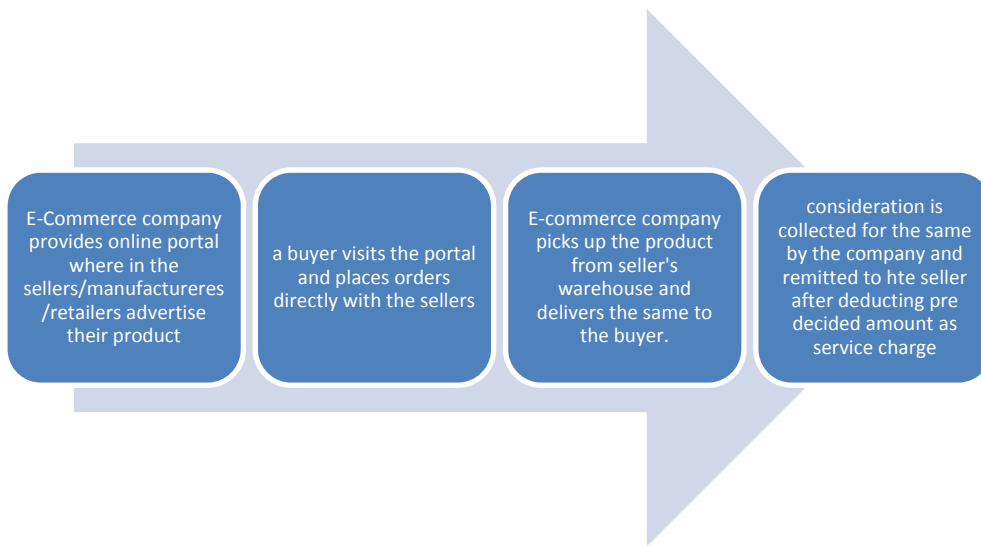 E-Commerce company
provides online portal
where in the
sellers/manufactureres
/retailers advertise
their product
a buyer visits the portal
and places orders
directly with the sellers
E-commerce company
picks up the product
from seller's
warehouse and
delivers the same to
the buyer.
consideration is
collected for the same
by the company and
remitted to hte seller
after deducting pre
decided amount as
service charge